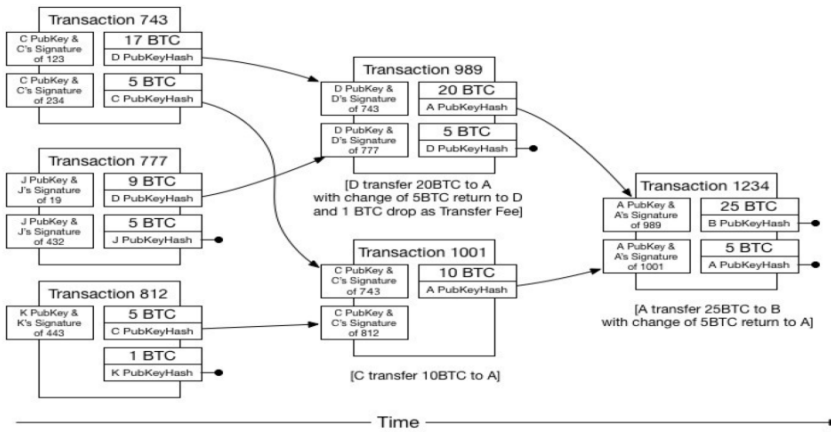 Transaction 743
C PubKey &
C's Signature
of 123
17 BTC
D PubKeyHash
C PubKey &
C's Signature
of 234
5 BTC
C PubKeyHash
Transaction 777
J PubKey &
J's Signature
of 19
9 BTC
D PubKeyHash
J PubKey &
J's Signature
of 432
5 BTC
J PubKeyHash
Transaction 812
K PubKey &
K's Signature
of 443
5 BTC
C PubKeyHash
1 BTC
K PubKeyHash
Transaction 989
D PubKey &
D's Signature
of 743
20 BTC
A PubKeyHash
D PubKey &
D's Signature
of 777
5 BTC
D PubKeyHash
[D transfer 20BTC to A
with change of 5BTC return to D
and 1 BTC drop as Transfer Fee]
Transaction 1001
C PubKey &
C's Signature
of 743
10 BTC
A PubKeyHash
C PubKey &
C's Signature
of 812
[C transfer 10BTC to A]
Transaction 1234
A PubKey &
A's Signature
of 989
25 BTC
B PubKeyHash
A PubKey &
A's Signature
of 1001
5 BTC
A PubKeyHash
[A transfer 25BTC to B
with change of 5BTC return to A]
Time